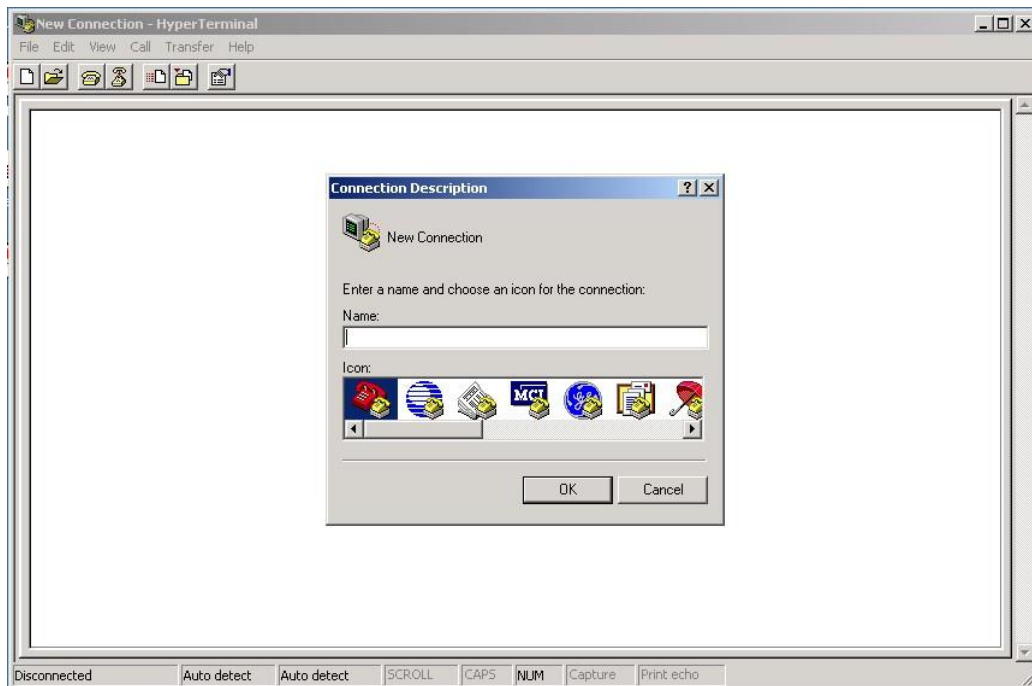 New Connection - HyperTerminal
File Edit View Call Transfer Help
Connection Description
New Connection
Enter a name and choose an icon for the connection:
Name:
Icon:
MCI
OK Cancel
Disconnected Auto detect Auto detect SCROLL CAPS NUM Capture Print echo